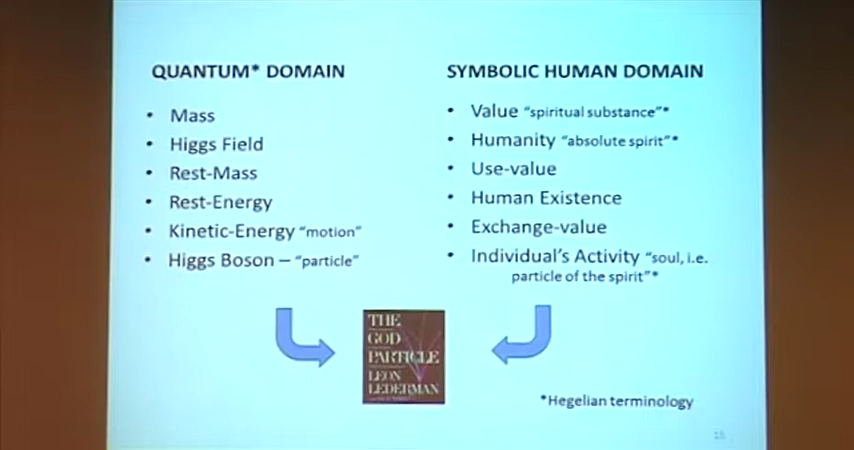 QUANTUM* DOMAIN
• Mass
• Higgs Field
• Rest-Mass
• Rest-Energy
• Kinetic-Energy “motion”
• Higgs Boson – “particle”
SYMBOLIC HUMAN DOMAIN
• Value “spiritual substance”*
• Humanity “absolute spirit”*
• Use-value
• Human Existence
• Exchange-value
• Individual’s Activity “soul, i.e.
particle of the spirit”*
THE
GOD
PARTICLE
LEON
LEDERMAN
*Hegelian terminology